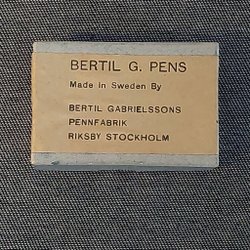 BERTIL G. PENS
Made in Sweden By
BERTIL GABRIELSSONS
PENNFABRIK
RIKSBY STOCKHOLM